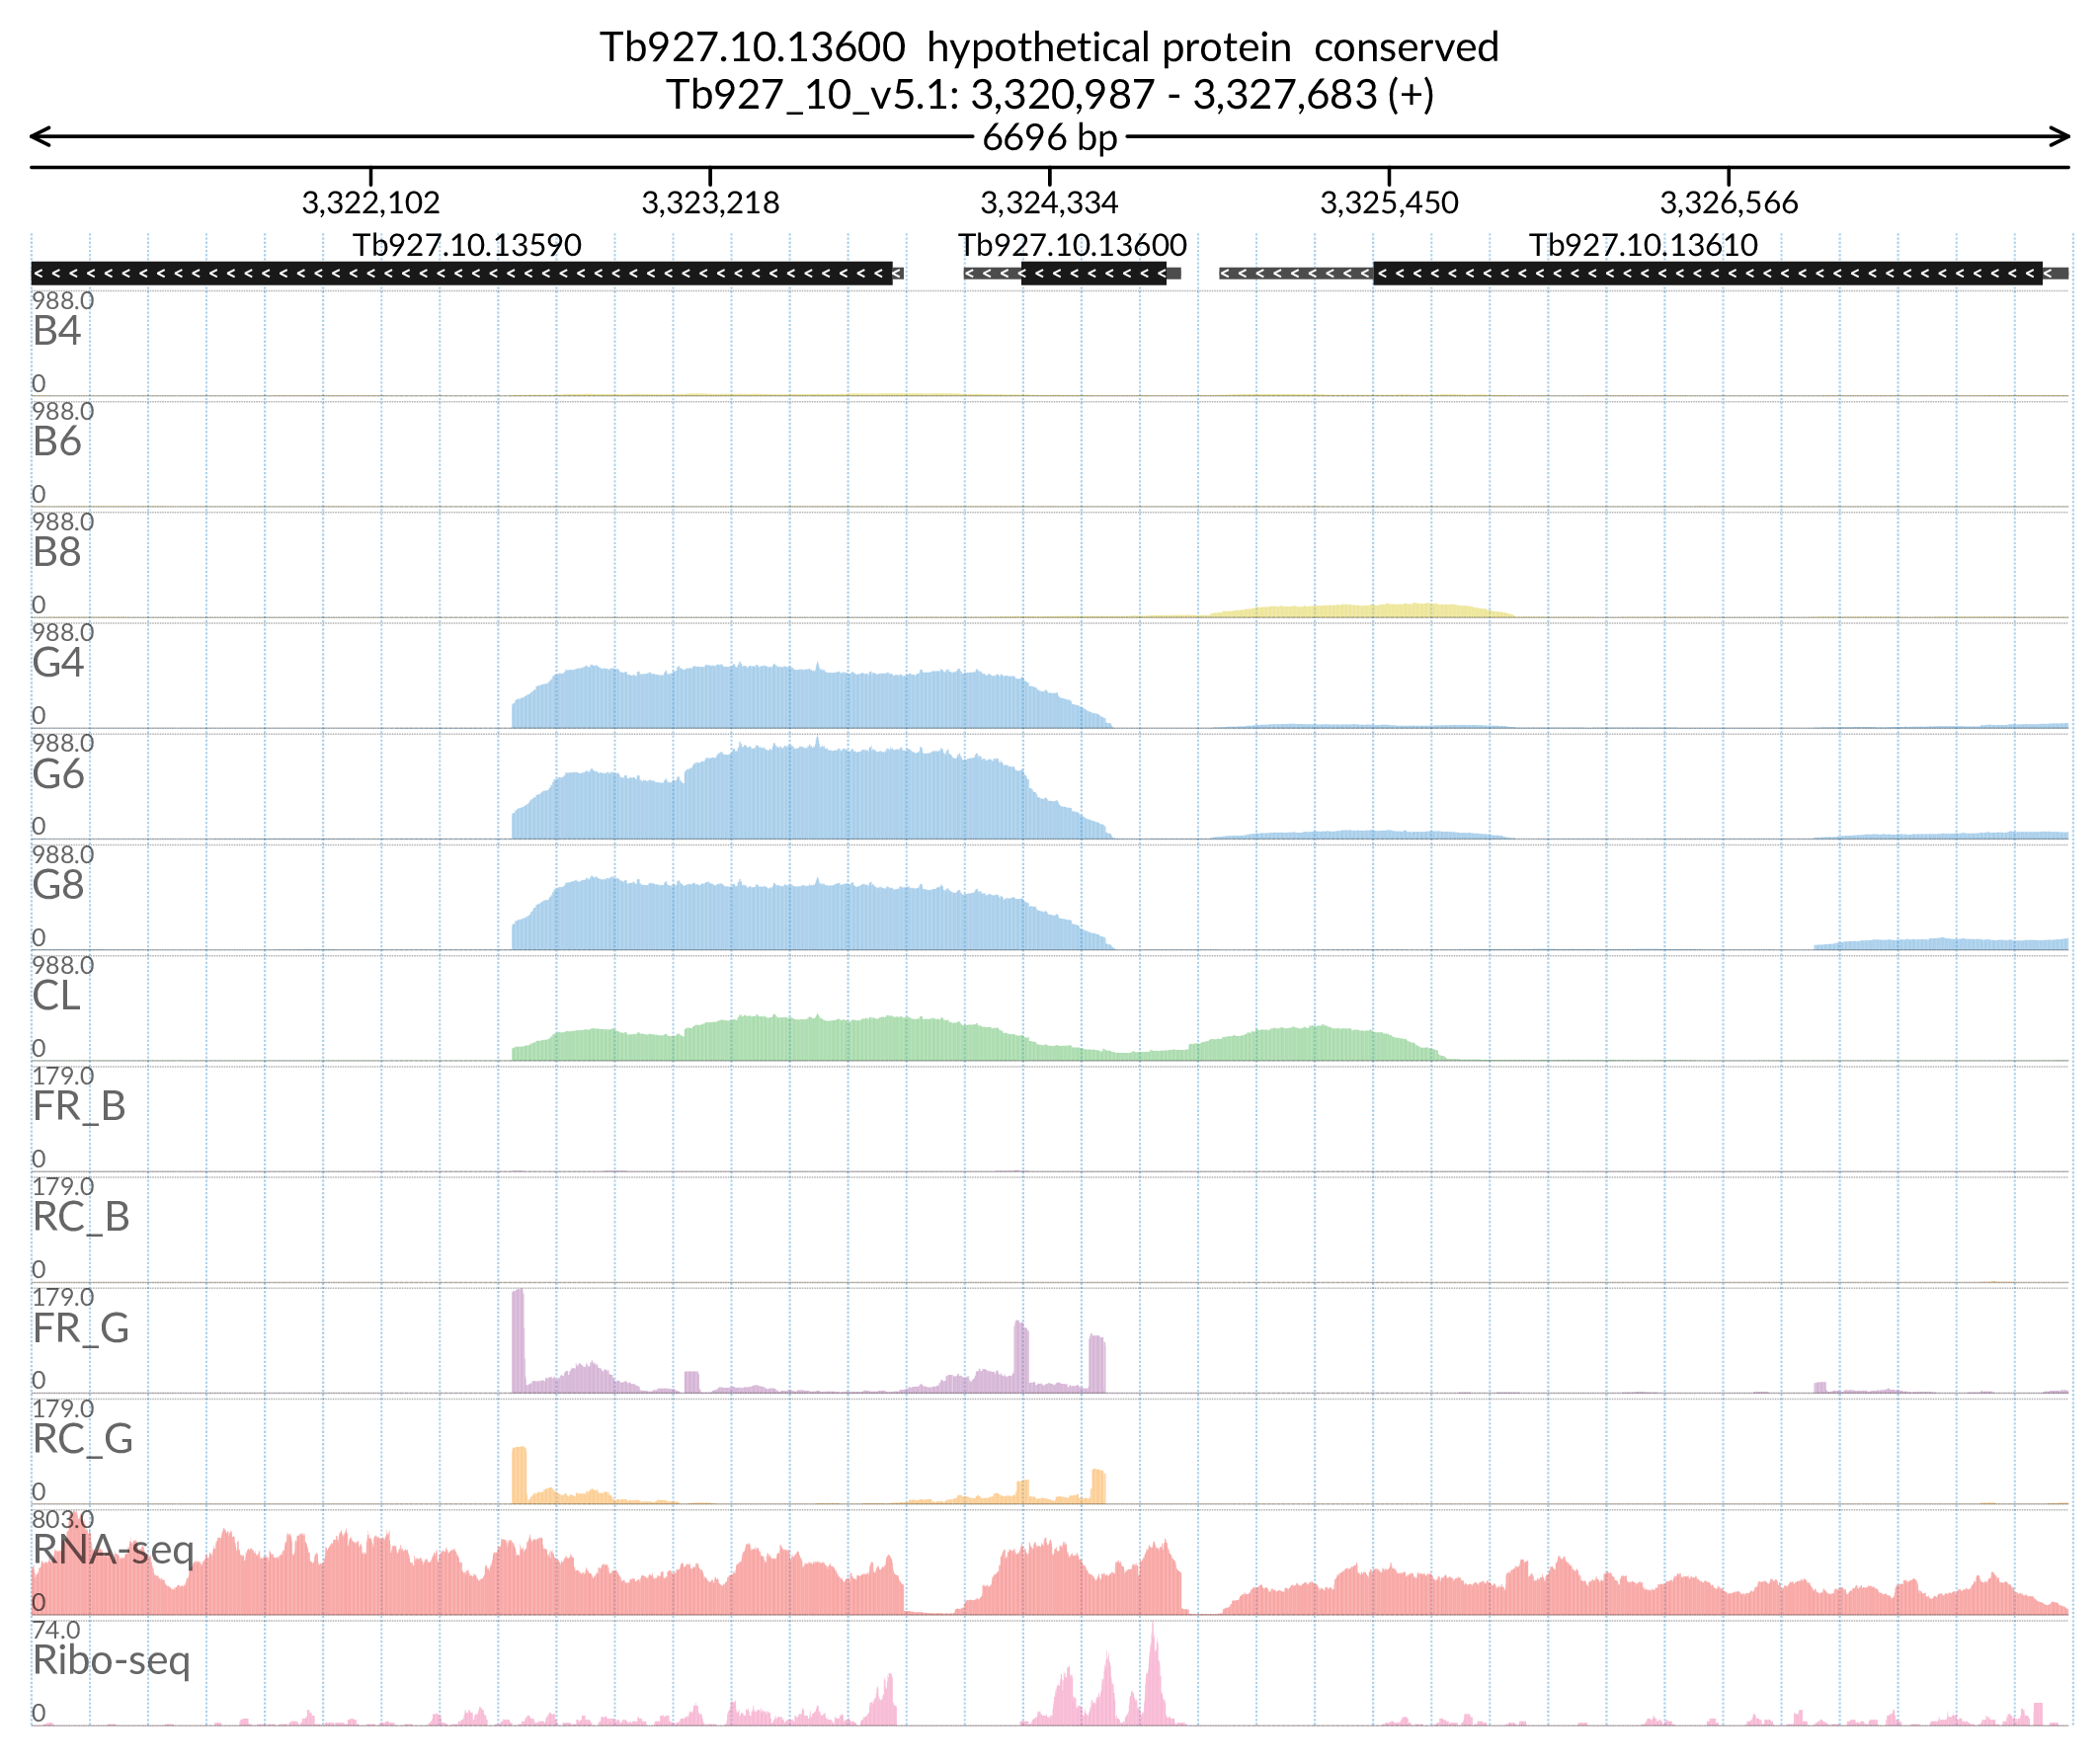 Tb927.10.13600 hypothetical protein conserved
Tb927_10_v5.1: 3,320,987 - 3,327,683 (+)
6696 bp
3,322,102 3,323,218 3,324,334 3,325,450 3,326,566
Tb927.10.13590 Tb927.10.13600 Tb927.10.13610
988.0
B4
0
988.0
B6
0
988.0
B8
0
988.0
G4
0
988.0
G6
0
988.0
G8
0
988.0
CL
0
179.0
FR_B
0
179.0
RC_B
0
179.0
FR_G
0
179.0
RC_G
0
803.0
RNA-seq
0
74.0
Ribo-seq
0